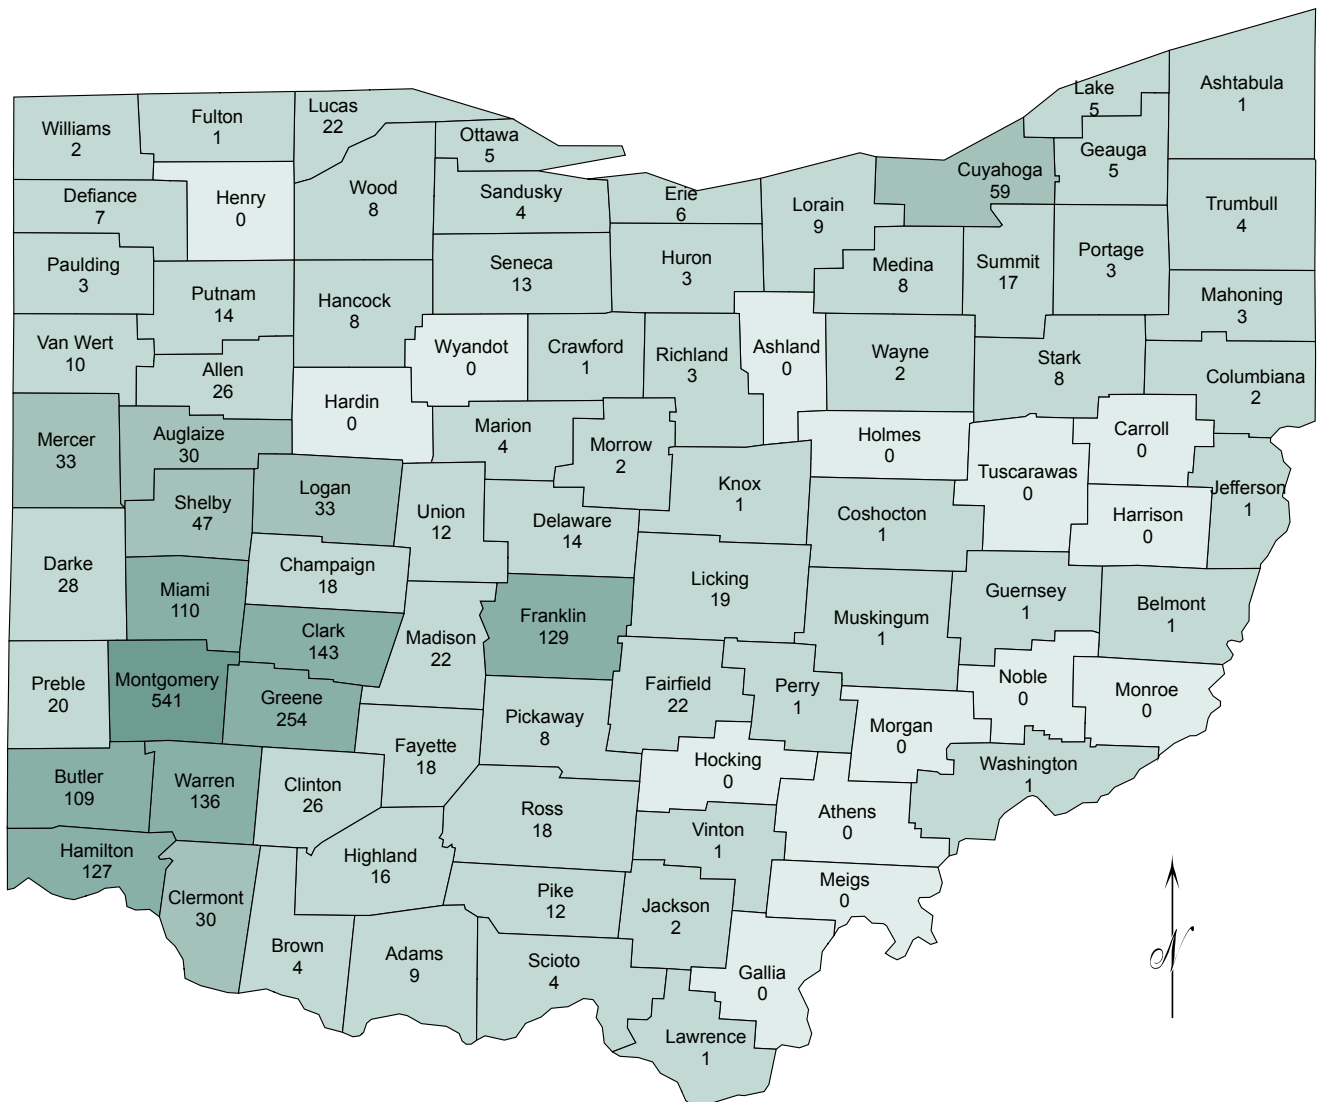 Lake
5
Ashtabula
1
Lucas
22
Fulton
1
Williams
2
Ottawa
5
Geauga
5
Cuyahoga
59
Henry
0
Wood
8
Defiance
7
Sandusky
4
Erie
6
Lorain
9
Trumbull
4
Paulding
3
Putnam
14
Hancock
8
Seneca
13
Huron
3
Medina
8
Summit
17
Portage
3
Mahoning
3
Van Wert
10
Allen
26
Wyandot
0
Crawford
1
Richland
3
Ashland
0
Wayne
2
Stark
8
Columbiana
2
Mercer
33
Auglaize
30
Hardin
0
Marion
4
Morrow
2
Holmes
0
Tuscarawas
0
Carroll
0
Shelby
47
Logan
33
Union
12
Delaware
14
Knox
1
Coshocton
1
Harrison
0
Jefferson
1
Darke
28
Miami
110
Champaign
18
Licking
19
Muskingum
1
Guernsey
1
Belmont
1
Clark
143
Madison
22
Franklin
129
Preble
20
Montgomery
541
Greene
254
Fairfield
22
Perry
1
Noble
0
Monroe
0
Pickaway
8
Morgan
0
Fayette
18
Butler
109
Warren
136
Clinton
26
Hocking
0
Washington
1
Ross
18
Athens
0
Vinton
1
Hamilton
127
Highland
16
Clermont
30
Pike
12
Jackson
2
Meigs
0
Brown
4
Adams
9
Scioto
4
Gallia
0
Lawrence
1
N